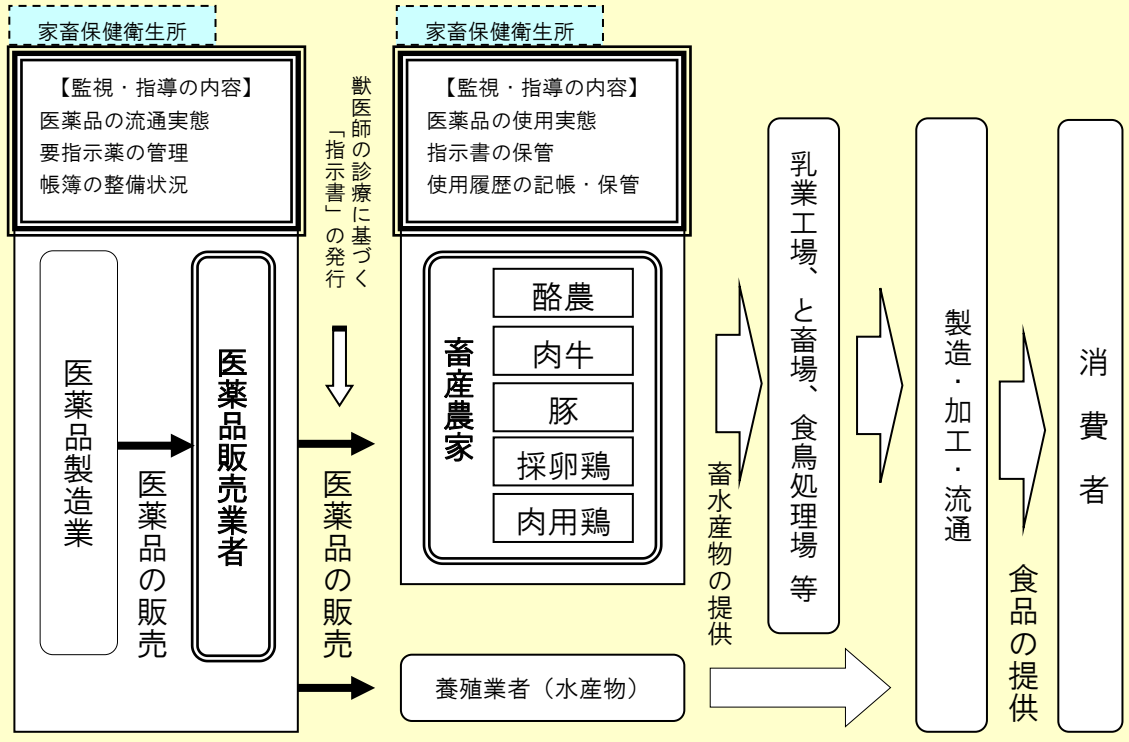 家畜保健衛生所
【監視・指導の内容】
医薬品の流通実態
要指示薬の管理
帳簿の整備状況
医薬品製造業
医薬品の販売
医薬品販売業者
獣医師の診療に基づく
「指示書」の発行
医薬品の販売
家畜保健衛生所
【監視・指導の内容】
医薬品の使用実態
指示書の保管
使用履歴の記帳・保管
畜産農家
酪農
肉牛
豚
採卵鶏
肉用鶏
養殖業者（水産物）
畜水産物の提供
乳業工場、と畜場、食鳥処理場 等
製造・加工・流通
食品の提供
消費者